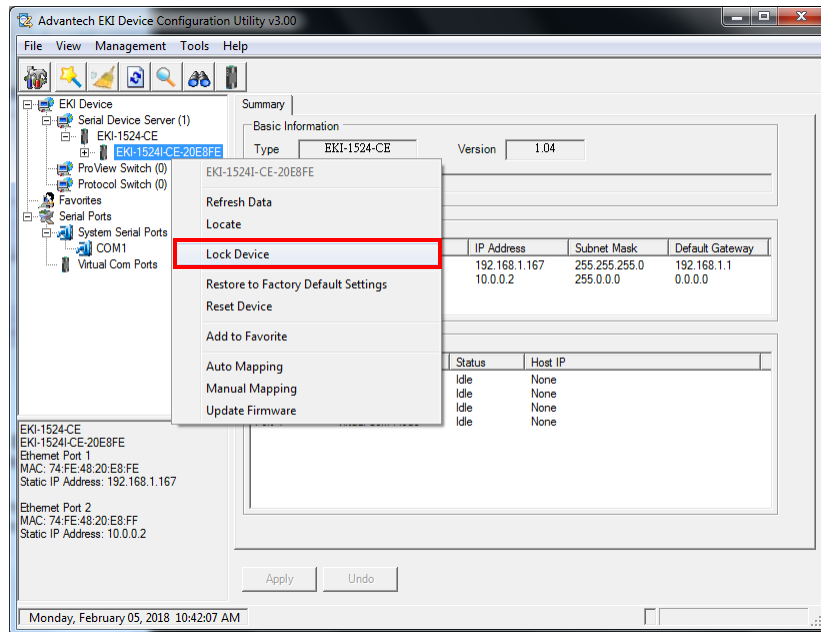 Advantech EKI Device Configuration Utility v3.00
File View Management Tools Help
EKI Device
Serial Device Server (1)
EKI-1524-CE
EKI-1524I-CE-20E8FE
ProView Switch (0)
Protocol Switch (0)
Favorites
Serial Ports
System Serial Ports
COM1
Virtual Com Ports
Summary
Basic Information
Type EKI-1524-CE Version 1.04
EKI-1524I-CE-20E8FE
Refresh Data
Locate
Lock Device
Restore to Factory Default Settings
Reset Device
Add to Favorite
Auto Mapping
Manual Mapping
Update Firmware
IP Address Subnet Mask Default Gateway
192.168.1.167 255.255.255.0 192.168.1.1
10.0.0.2 255.0.0.0 0.0.0.0
Status Host IP
Idle None
Idle None
Idle None
Idle None
EKI-1524-CE
EKI-1524I-CE-20E8FE
Ethernet Port 1
MAC: 74:FE:48:20:E8:FE
Static IP Address: 192.168.1.167
Ethernet Port 2
MAC: 74:FE:48:20:E8:FF
Static IP Address: 10.0.0.2
Apply Undo
Monday, February 05, 2018 10:42:07 AM